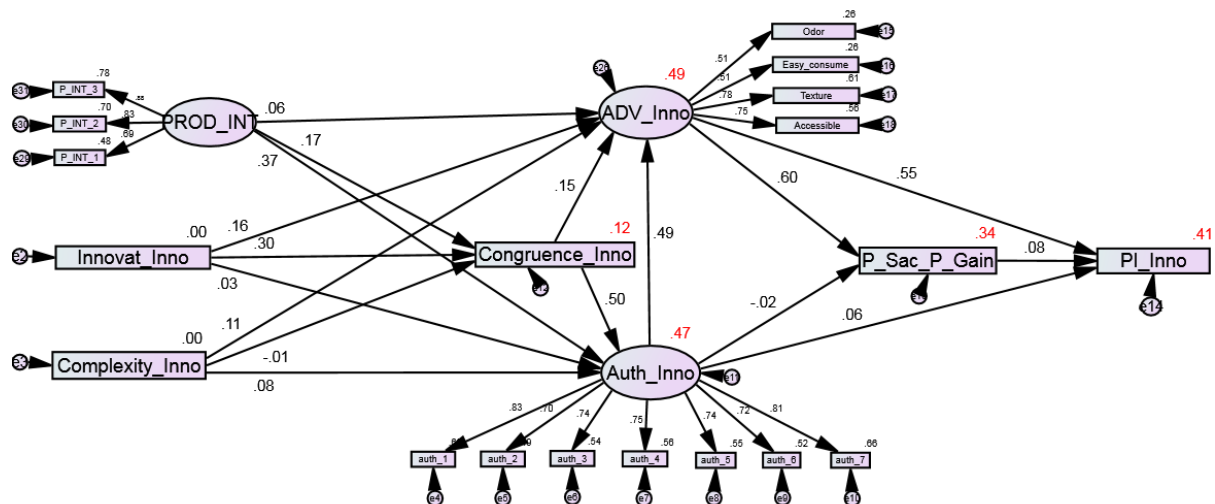 .26
Odor
e15
.51
.26
Easy_consume
e16
.51
.61
Texture
e17
.78
.56
Accessible
e18
.75
e26
.49
ADV_Inno
.78
e31
P_INT_3
.70
e30
P_INT_2
.83
.48
P_INT_1
.69
PROD_INT
.06
.17
.37
.15
.60
.55
.00
.16
e2
Innovat_Inno
.30
.03
.12
Congruence_Inno
e12
.49
.34
P_Sac_P_Gain
.08
.41
PI_Inno
e14
.50
-.02
.06
.00
.11
e3
Complexity_Inno
-.01
.08
.47
Auth_Inno
e11
.83
.70
.74
.75
.74
.72
.81
.54
.56
.55
.52
.66
auth_1
auth_2
auth_3
auth_4
auth_5
auth_6
auth_7
e4
e5
e6
e7
e8
e9
e10